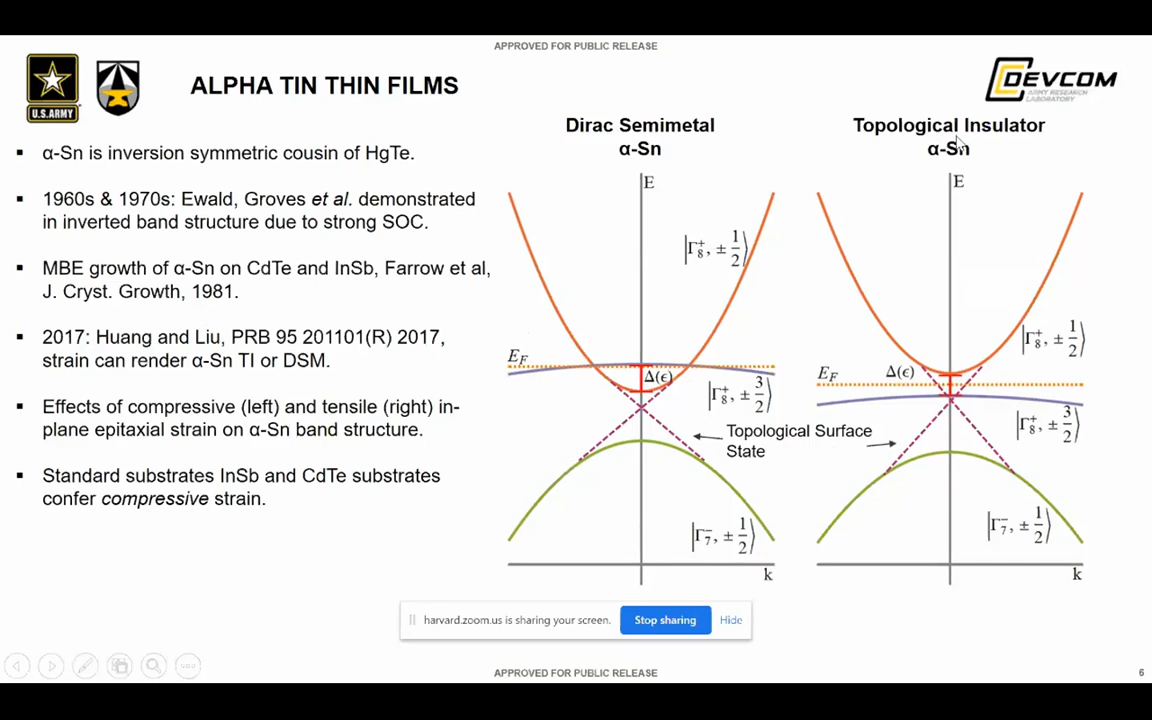 APPROVED FOR PUBLIC RELEASE
U.S.ARMY
ALPHA TIN THIN FILMS
DEVCOM
ARMY RESEARCH
LABORATORY
▪ α-Sn is inversion symmetric cousin of HgTe.
▪ 1960s & 1970s: Ewald, Groves et al. demonstrated
in inverted band structure due to strong SOC.
▪ MBE growth of α-Sn on CdTe and InSb, Farrow et al,
J. Cryst. Growth, 1981.
▪ 2017: Huang and Liu, PRB 95 201101(R) 2017,
strain can render α-Sn TI or DSM.
▪ Effects of compressive (left) and tensile (right) in-
plane epitaxial strain on α-Sn band structure.
▪ Standard substrates InSb and CdTe substrates
confer compressive strain.
Dirac Semimetal
α-Sn
E
|Γ₈⁺, ± 1/2⟩
E_F
Δ(ϵ)
|Γ₈⁺, ± 3/2⟩
Topological Surface
State
|Γ₇⁻, ± 1/2⟩
k
Topological Insulator
α-Sn
E
|Γ₈⁺, ± 1/2⟩
E_F
Δ(ϵ)
|Γ₈⁺, ± 3/2⟩
|Γ₇⁻, ± 1/2⟩
k
harvard.zoom.us is sharing your screen.
Stop sharing
Hide
APPROVED FOR PUBLIC RELEASE
6